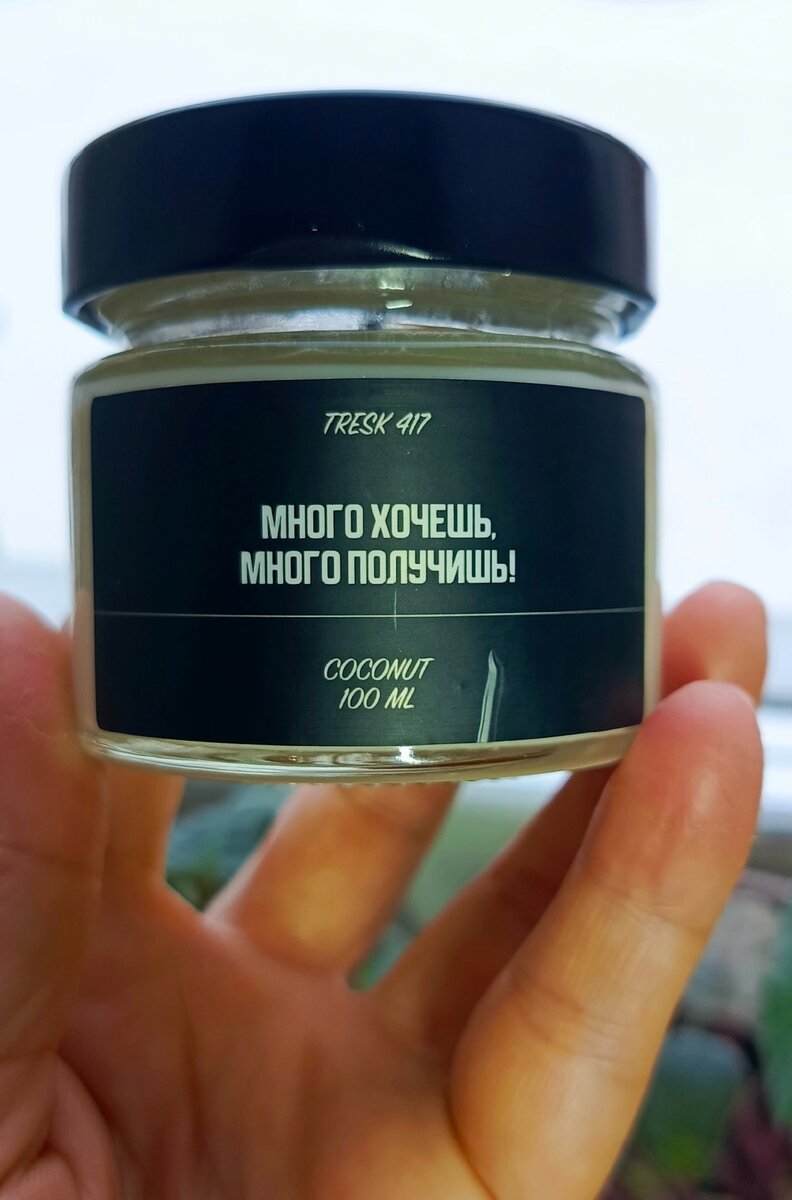 TRESK 417
МНОГО ХОЧЕШЬ,
МНОГО ПОЛУЧИШЬ!
COCONUT
100 ML